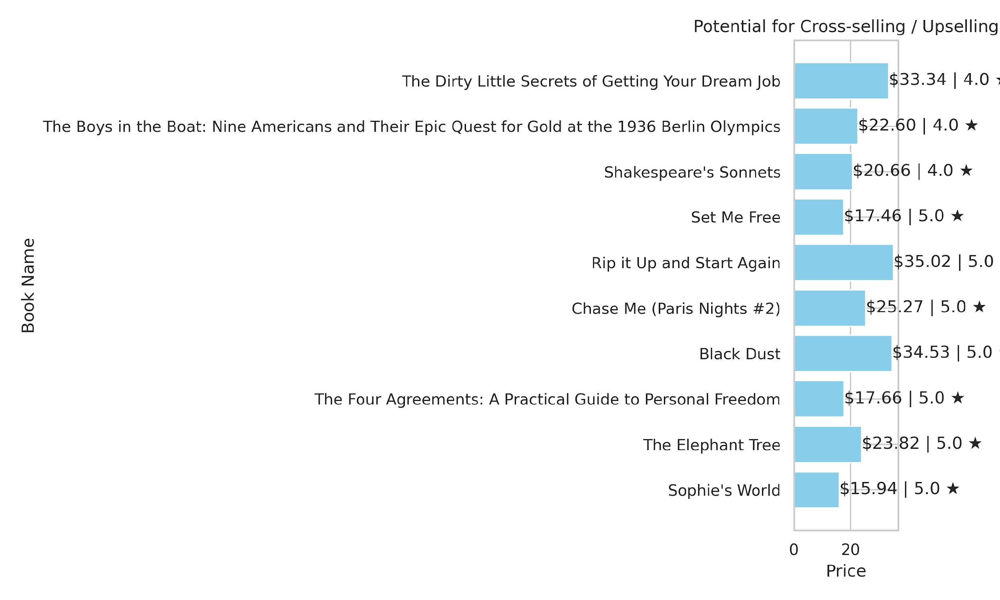 Potential for Cross-selling / Upselling
The Dirty Little Secrets of Getting Your Dream Job $33.34 | 4.0 ★
The Boys in the Boat: Nine Americans and Their Epic Quest for Gold at the 1936 Berlin Olympics $22.60 | 4.0 ★
Shakespeare's Sonnets $20.66 | 4.0 ★
Set Me Free $17.46 | 5.0 ★
Rip it Up and Start Again $35.02 | 5.0
Chase Me (Paris Nights #2) $25.27 | 5.0 ★
Black Dust $34.53 | 5.0
The Four Agreements: A Practical Guide to Personal Freedom $17.66 | 5.0 ★
The Elephant Tree $23.82 | 5.0 ★
Sophie's World $15.94 | 5.0 ★
Book Name
0 20
Price